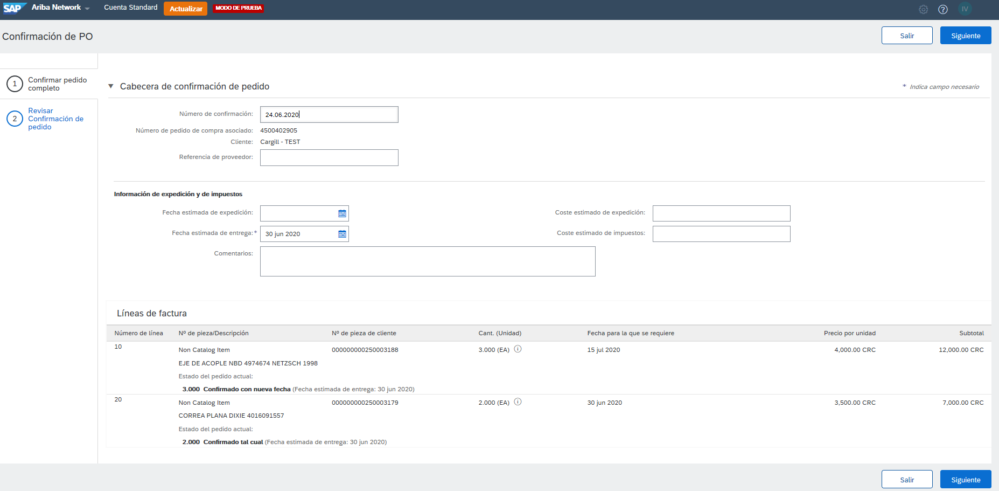 SAP Ariba Network Cuenta Standard Actualizar MODO DE PRUEBA IV
Confirmación de PO Salir Siguiente
1 Confirmar pedido
completo
2 Revisar
Confirmación de
pedido
▼ Cabecera de confirmación de pedido * Indica campo necesario
Número de confirmación: 24.06.2020
Número de pedido de compra asociado: 4500402905
Cliente: Cargill - TEST
Referencia de proveedor:
Información de expedición y de impuestos
Fecha estimada de expedición: Coste estimado de expedición:
Fecha estimada de entrega:* 30 jun 2020 Coste estimado de impuestos:
Comentarios:
Líneas de factura
Número de línea Nº de pieza/Descripción Nº de pieza de cliente Cant. (Unidad) Fecha para la que se requiere Precio por unidad Subtotal
10 Non Catalog Item 000000000250003188 3.000 (EA) 15 jul 2020 4,000.00 CRC 12,000.00 CRC
EJE DE ACOPLE NBD 4974674 NETZSCH 1998
Estado del pedido actual:
3.000 Confirmado con nueva fecha (Fecha estimada de entrega: 30 jun 2020)
20 Non Catalog Item 000000000250003179 2.000 (EA) 30 jun 2020 3,500.00 CRC 7,000.00 CRC
CORREA PLANA DIXIE 4016091557
Estado del pedido actual:
2.000 Confirmado tal cual (Fecha estimada de entrega: 30 jun 2020)
Salir Siguiente